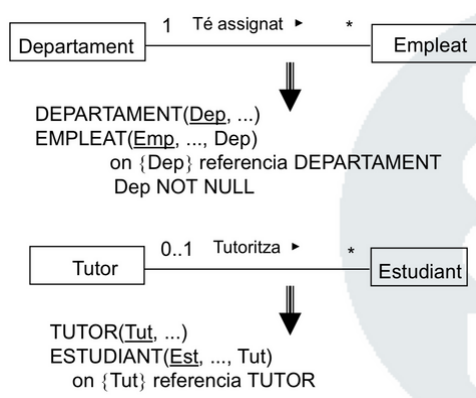 1 Té assignat ► *
Departament Empleat
DEPARTAMENT(Dep, ...)
EMPLEAT(Emp, ..., Dep)
on {Dep} referencia DEPARTAMENT
Dep NOT NULL
0..1 Tutoritza ► *
Tutor Estudiant
TUTOR(Tut, ...)
ESTUDIANT(Est, ..., Tut)
on {Tut} referencia TUTOR